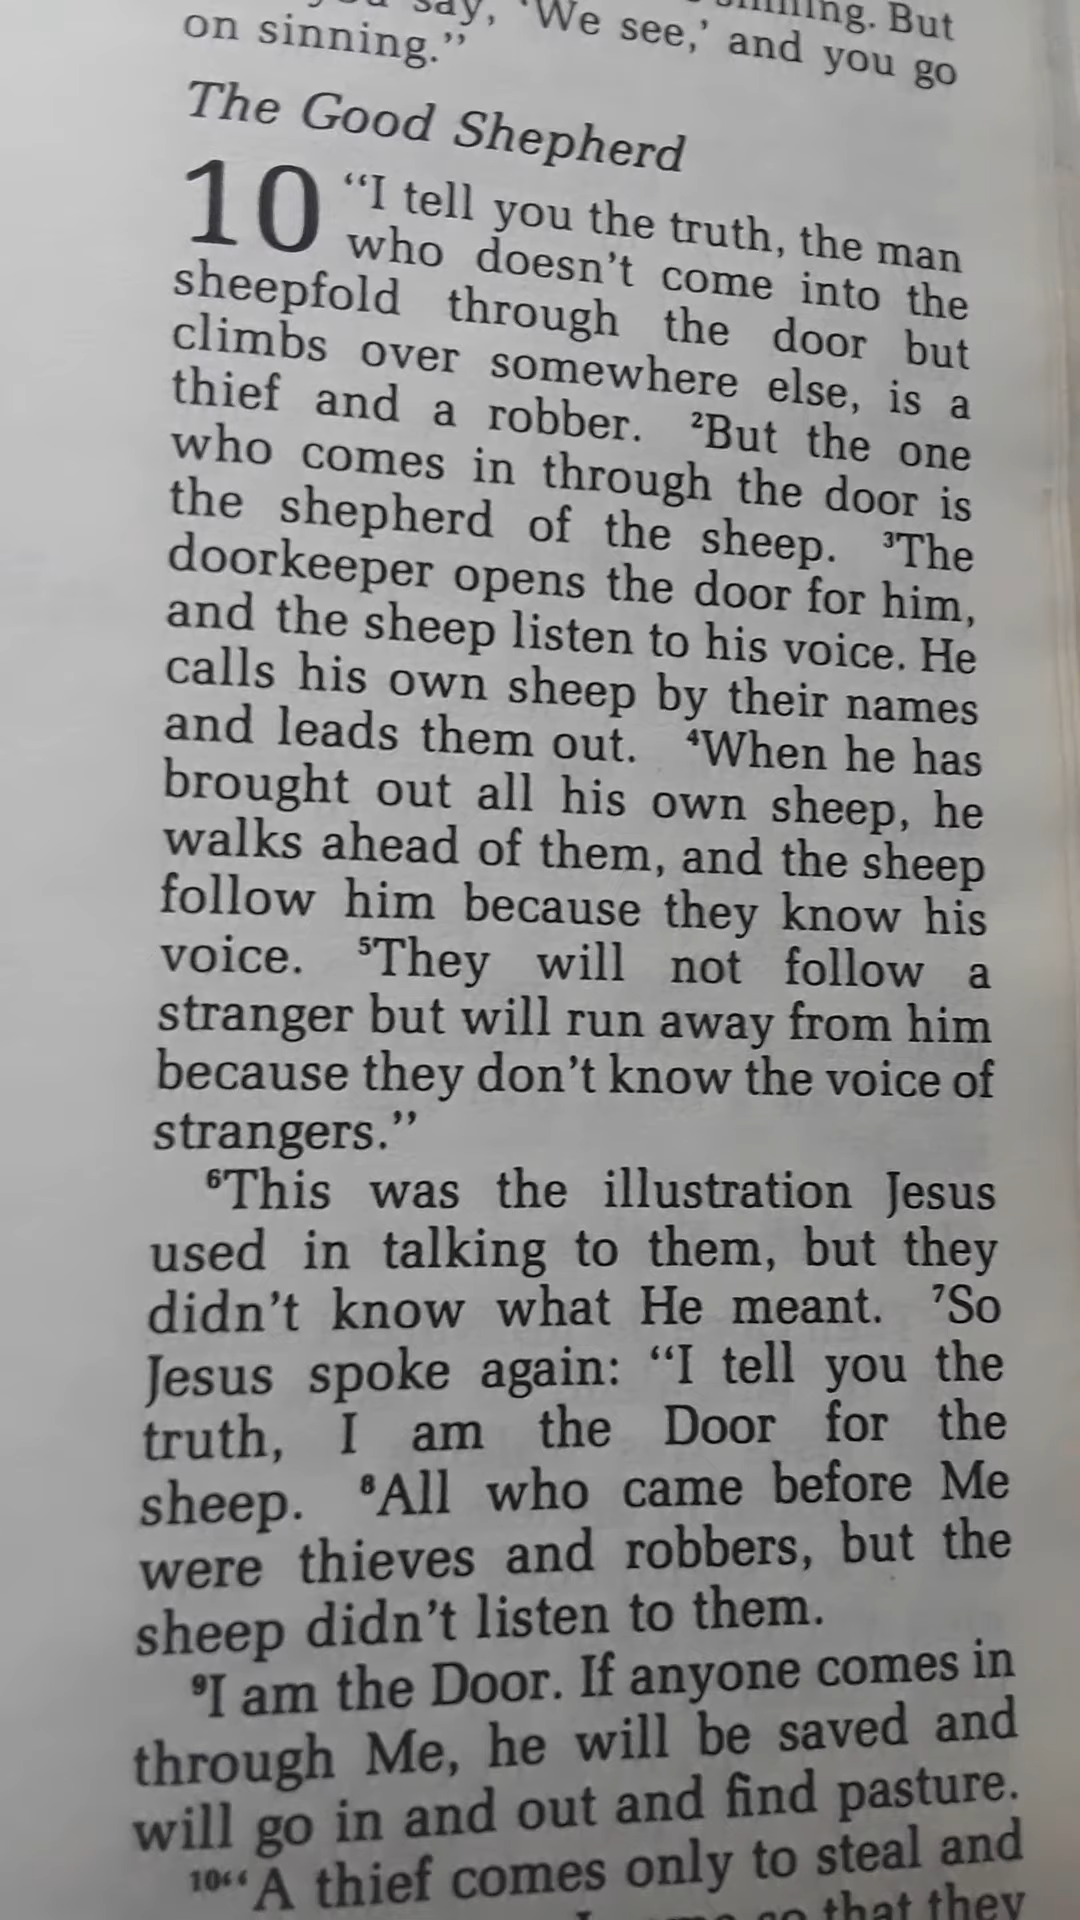 say, 'We see,' and you go
on sinning.”
The Good Shepherd
10 “I tell you the truth, the man
who doesn’t come into the
sheepfold through the door but
climbs over somewhere else, is a
thief and a robber. ²But the one
who comes in through the door is
the shepherd of the sheep. ³The
doorkeeper opens the door for him,
and the sheep listen to his voice. He
calls his own sheep by their names
and leads them out. ⁴When he has
brought out all his own sheep, he
walks ahead of them, and the sheep
follow him because they know his
voice. ⁵They will not follow a
stranger but will run away from him
because they don’t know the voice of
strangers.”
⁶This was the illustration Jesus
used in talking to them, but they
didn’t know what He meant. ⁷So
Jesus spoke again: “I tell you the
truth, I am the Door for the
sheep. ⁸All who came before Me
were thieves and robbers, but the
sheep didn’t listen to them.
⁹I am the Door. If anyone comes in
through Me, he will be saved and
will go in and out and find pasture.
¹⁰“A thief comes only to steal and
so that they